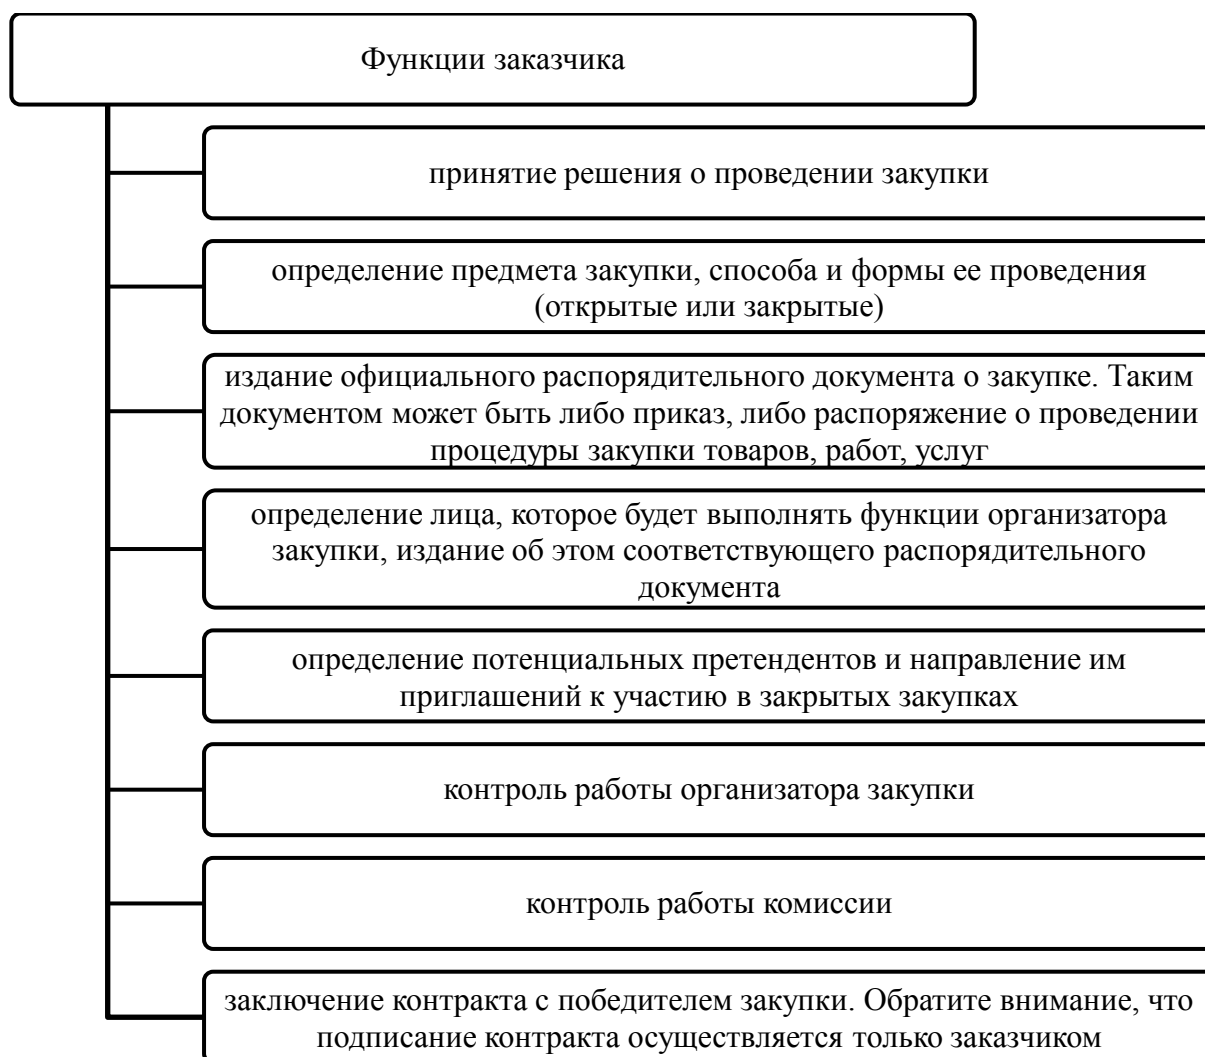 Функции заказчика
принятие решения о проведении закупки
определение предмета закупки, способа и формы ее проведения
(открытые или закрытые)
издание официального распорядительного документа о закупке. Таким
документом может быть либо приказ, либо распоряжение о проведении
процедуры закупки товаров, работ, услуг
определение лица, которое будет выполнять функции организатора
закупки, издание об этом соответствующего распорядительного
документа
определение потенциальных претендентов и направление им
приглашений к участию в закрытых закупках
контроль работы организатора закупки
контроль работы комиссии
заключение контракта с победителем закупки. Обратите внимание, что
подписание контракта осуществляется только заказчиком